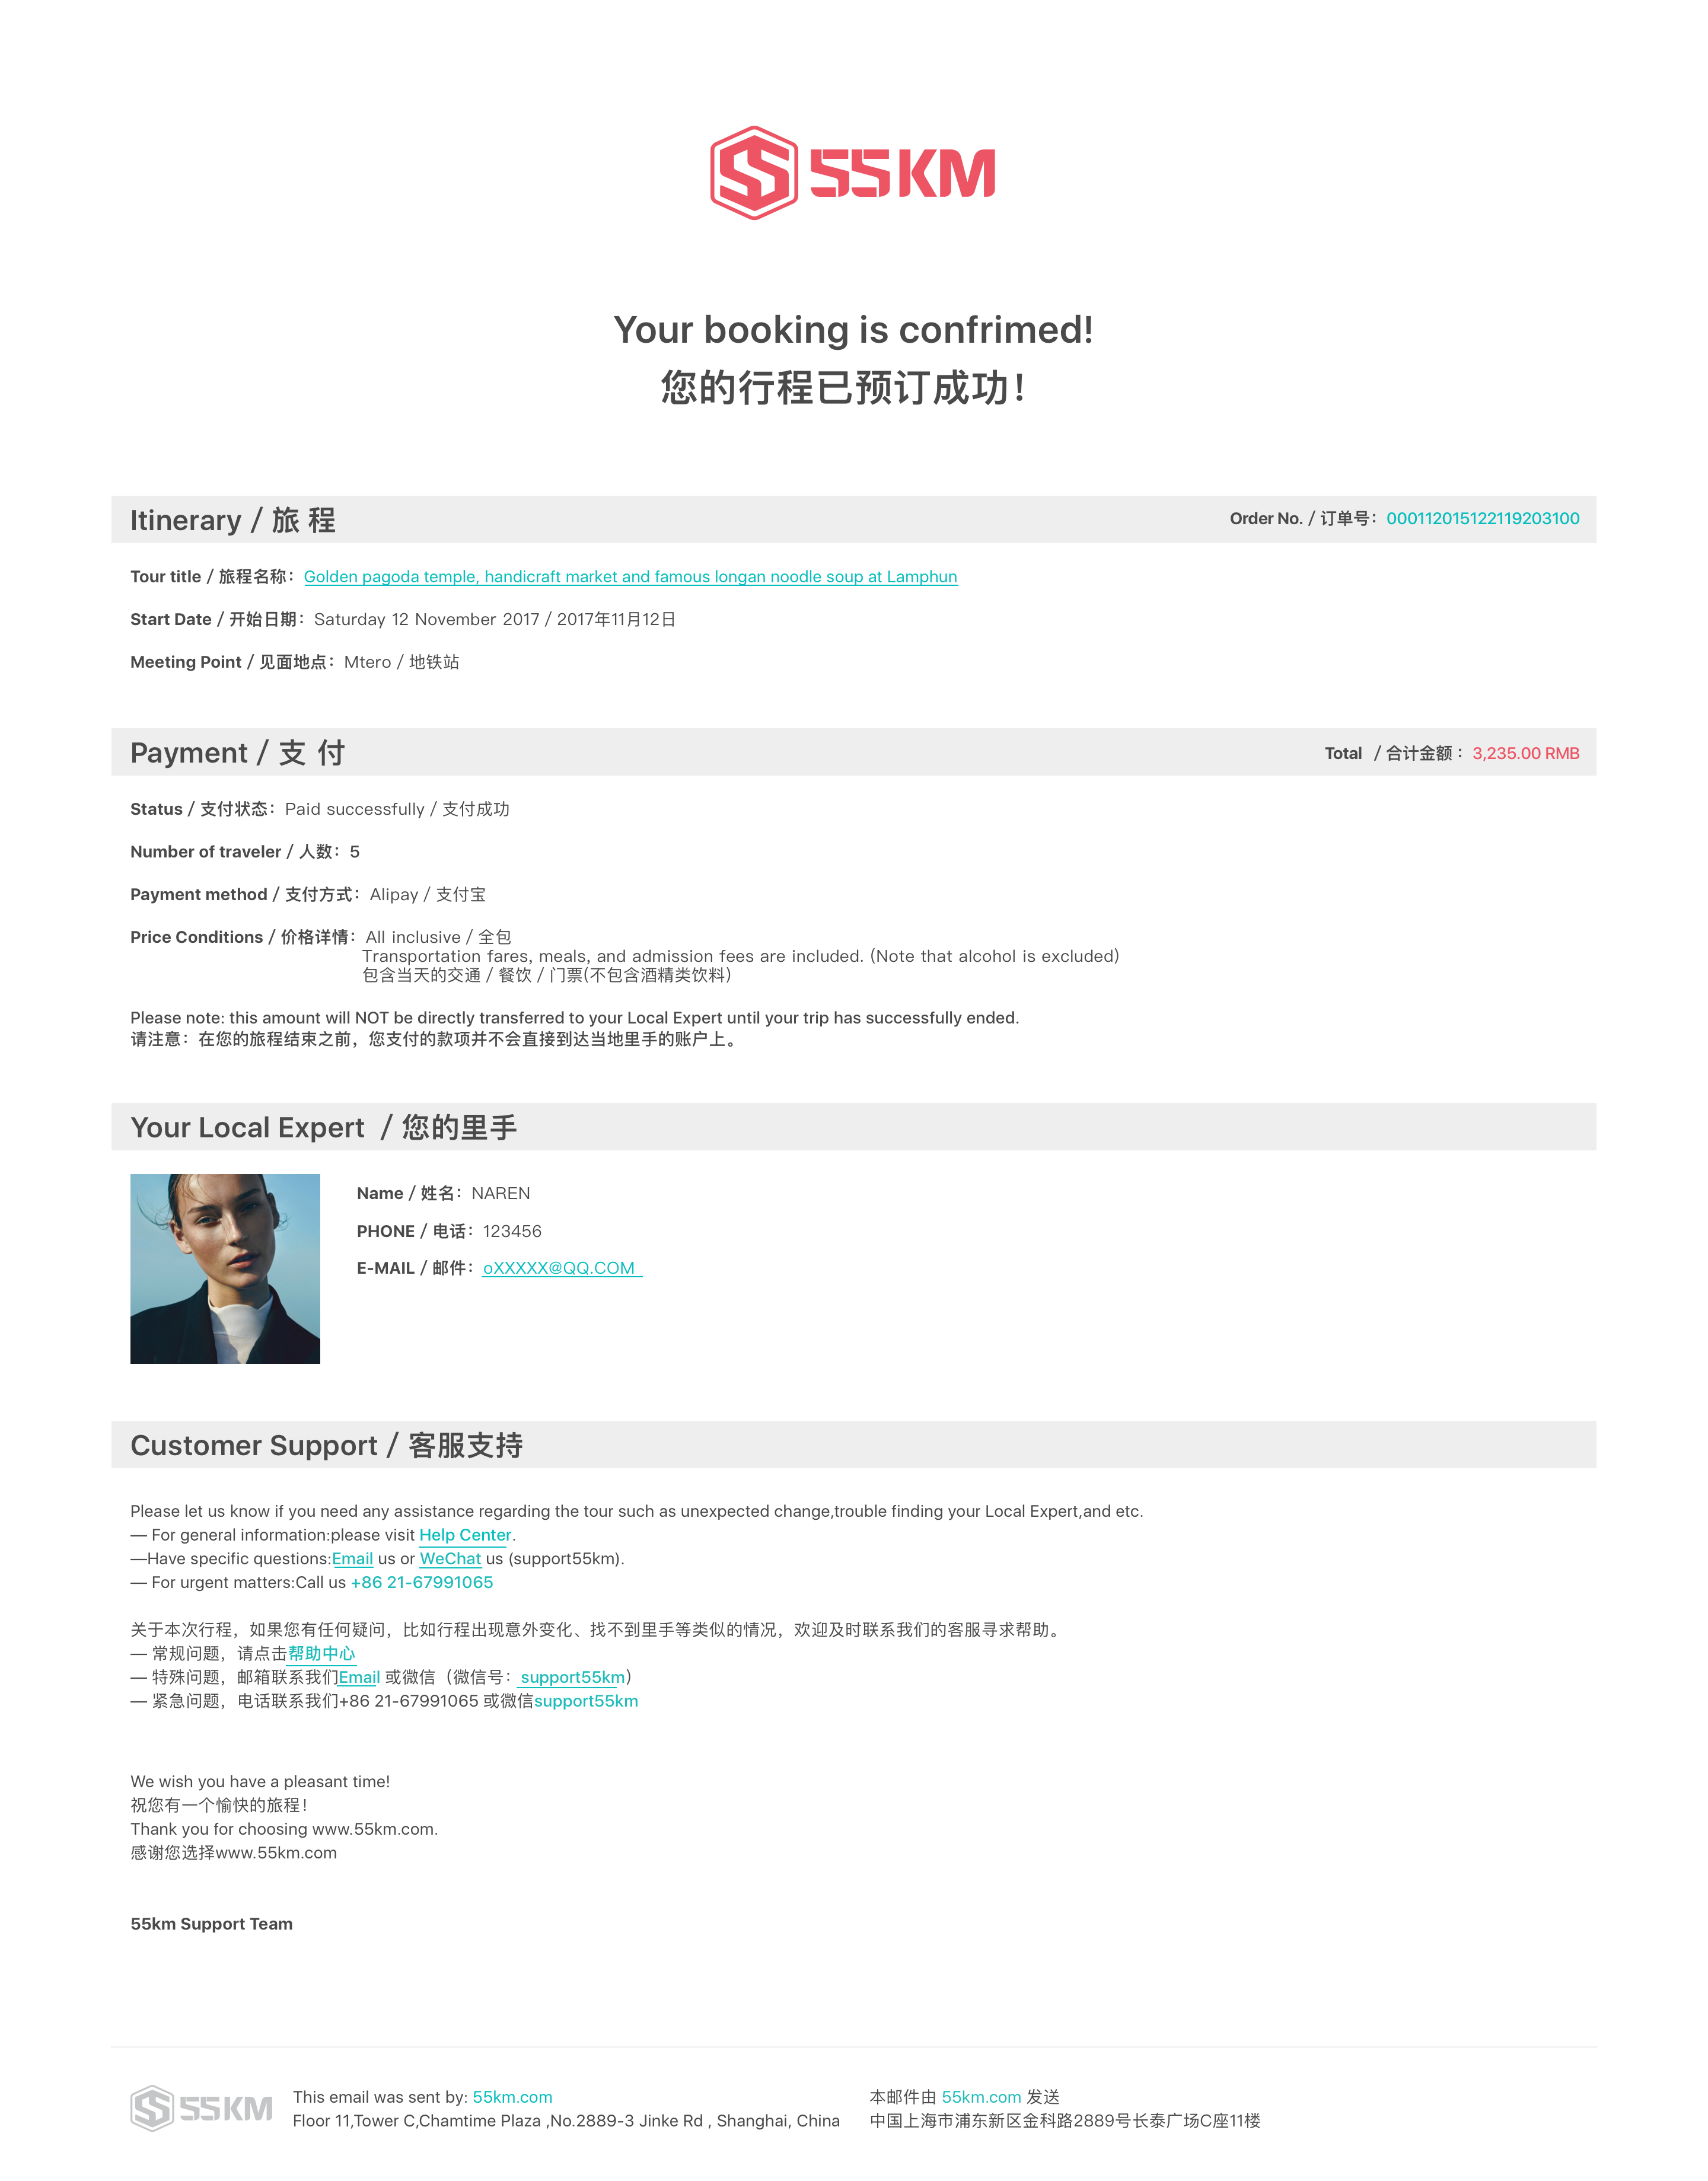 55KM
Your booking is confrimed!
您的行程已预订成功！
Itinerary / 旅 程
Order No. / 订单号：000112015122119203100
Tour title / 旅程名称：Golden pagoda temple, handicraft market and famous longan noodle soup at Lamphun
Start Date / 开始日期：Saturday 12 November 2017 / 2017年11月12日
Meeting Point / 见面地点：Mtero / 地铁站
Payment / 支 付
Total / 合计金额：3,235.00 RMB
Status / 支付状态：Paid successfully / 支付成功
Number of traveler / 人数：5
Payment method / 支付方式：Alipay / 支付宝
Price Conditions / 价格详情：All inclusive / 全包
Transportation fares, meals, and admission fees are included. (Note that alcohol is excluded)
包含当天的交通 / 餐饮 / 门票(不包含酒精类饮料)
Please note: this amount will NOT be directly transferred to your Local Expert until your trip has successfully ended.
请注意：在您的旅程结束之前，您支付的款项并不会直接到达当地里手的账户上。
Your Local Expert / 您的里手
Name / 姓名：NAREN
PHONE / 电话：123456
E-MAIL / 邮件：oXXXXX@QQ.COM
Customer Support / 客服支持
Please let us know if you need any assistance regarding the tour such as unexpected change,trouble finding your Local Expert,and etc.
— For general information:please visit Help Center.
—Have specific questions:Email us or WeChat us (support55km).
— For urgent matters:Call us +86 21-67991065
关于本次行程，如果您有任何疑问，比如行程出现意外变化、找不到里手等类似的情况，欢迎及时联系我们的客服寻求帮助。
— 常规问题，请点击帮助中心
— 特殊问题，邮箱联系我们Email 或微信（微信号：support55km）
— 紧急问题，电话联系我们+86 21-67991065 或微信support55km
We wish you have a pleasant time!
祝您有一个愉快的旅程！
Thank you for choosing www.55km.com.
感谢您选择www.55km.com
55km Support Team
55KM
This email was sent by: 55km.com
Floor 11,Tower C,Chamtime Plaza ,No.2889-3 Jinke Rd , Shanghai, China
本邮件由 55km.com 发送
中国上海市浦东新区金科路2889号长泰广场C座11楼